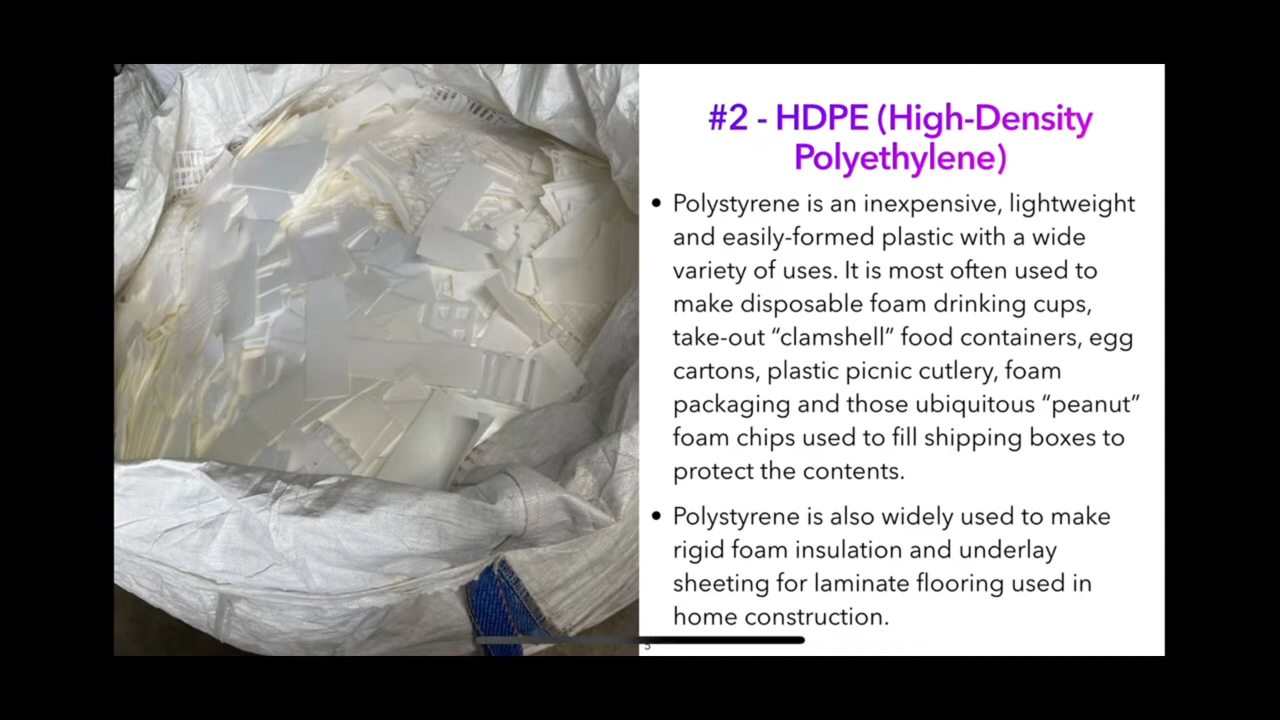 #2 - HDPE (High-Density
Polyethylene)
• Polystyrene is an inexpensive, lightweight
and easily-formed plastic with a wide
variety of uses. It is most often used to
make disposable foam drinking cups,
take-out “clamshell” food containers, egg
cartons, plastic picnic cutlery, foam
packaging and those ubiquitous “peanut”
foam chips used to fill shipping boxes to
protect the contents.
• Polystyrene is also widely used to make
rigid foam insulation and underlay
sheeting for laminate flooring used in
home construction.